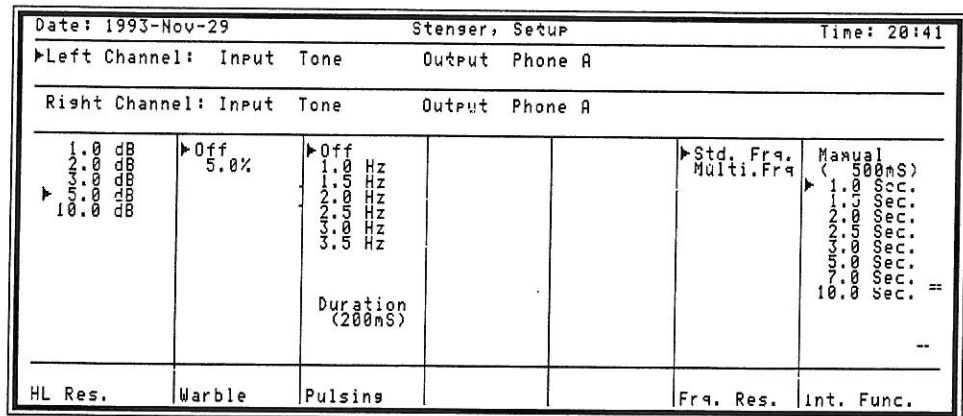 Date: 1993-Nov-29 Stenger, Setup Time: 20:41
▶Left Channel: Input Tone Output Phone A
Right Channel: Input Tone Output Phone A
1.0 dB
2.0 dB
3.0 dB
▶ 5.0 dB
10.0 dB
▶Off
5.0%
▶Off
1.0 Hz
1.5 Hz
2.0 Hz
2.5 Hz
3.0 Hz
3.5 Hz
Duration
(200mS)
▶Std. Frq.
Multi.Frq
Manual
( 500mS)
▶ 1.0 Sec.
1.5 Sec.
2.0 Sec.
2.5 Sec.
3.0 Sec.
5.0 Sec.
7.0 Sec.
10.0 Sec.
HL Res. Warble Pulsing Frq. Res. Int. Func.